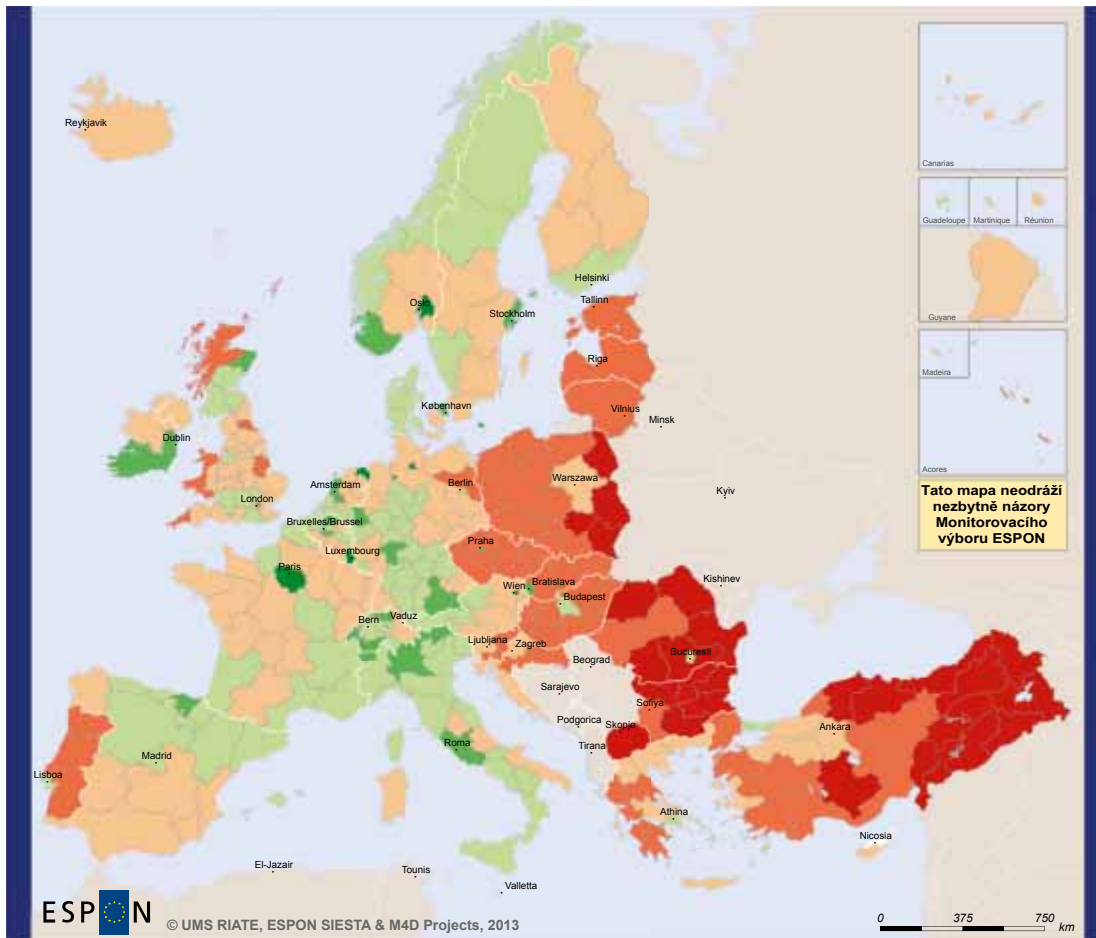 Reykjavik
Canarias
Guadeloupe
Martinique
Réunion
Guyane
Madeira
Acores
Tato mapa neodráží
nezbytně názory
Monitorovacího
výboru ESPON
Helsinki
Oslo
Tallinn
Stockholm
Riga
København
Vilnius
Minsk
Dublin
Warszawa
Amsterdam
Berlin
Kyiv
London
Bruxelles/Brussel
Praha
Luxembourg
Paris
Kishinev
Wien
Bratislava
Budapest
Bern
Vaduz
Ljubljana
Zagreb
Bucuresti
Beograd
Sarajevo
Sofiya
Podgorica
Skopje
Ankara
Roma
Tirana
Madrid
Lisboa
Athina
Nicosia
El-Jazair
Tounis
Valletta
ESPON
© UMS RIATE, ESPON SIESTA & M4D Projects, 2013
0 375 750
km